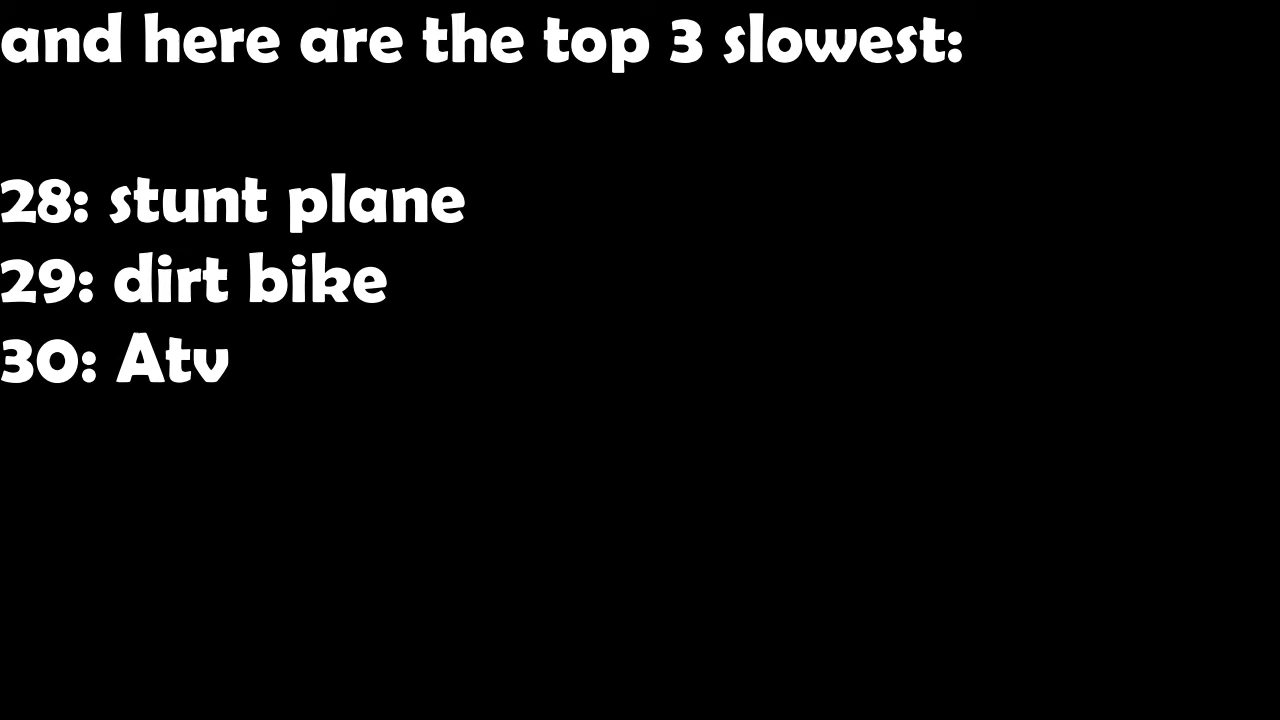 and here are the top 3 slowest:
28: stunt plane
29: dirt bike
30: Atv